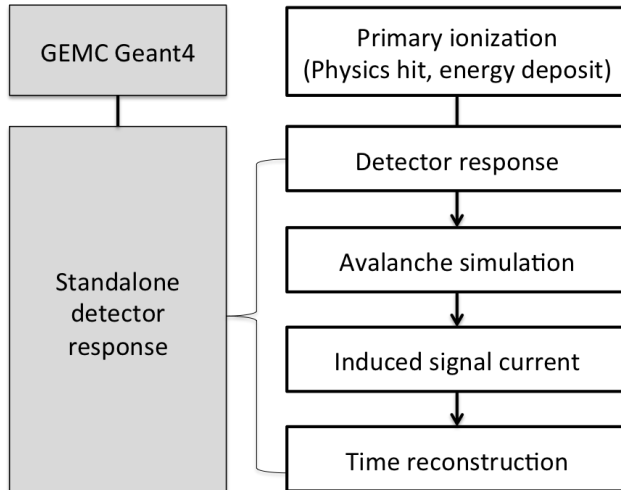 GEMC Geant4
Primary ionization
(Physics hit, energy deposit)
Standalone
detector
response
Detector response
Avalanche simulation
Induced signal current
Time reconstruction